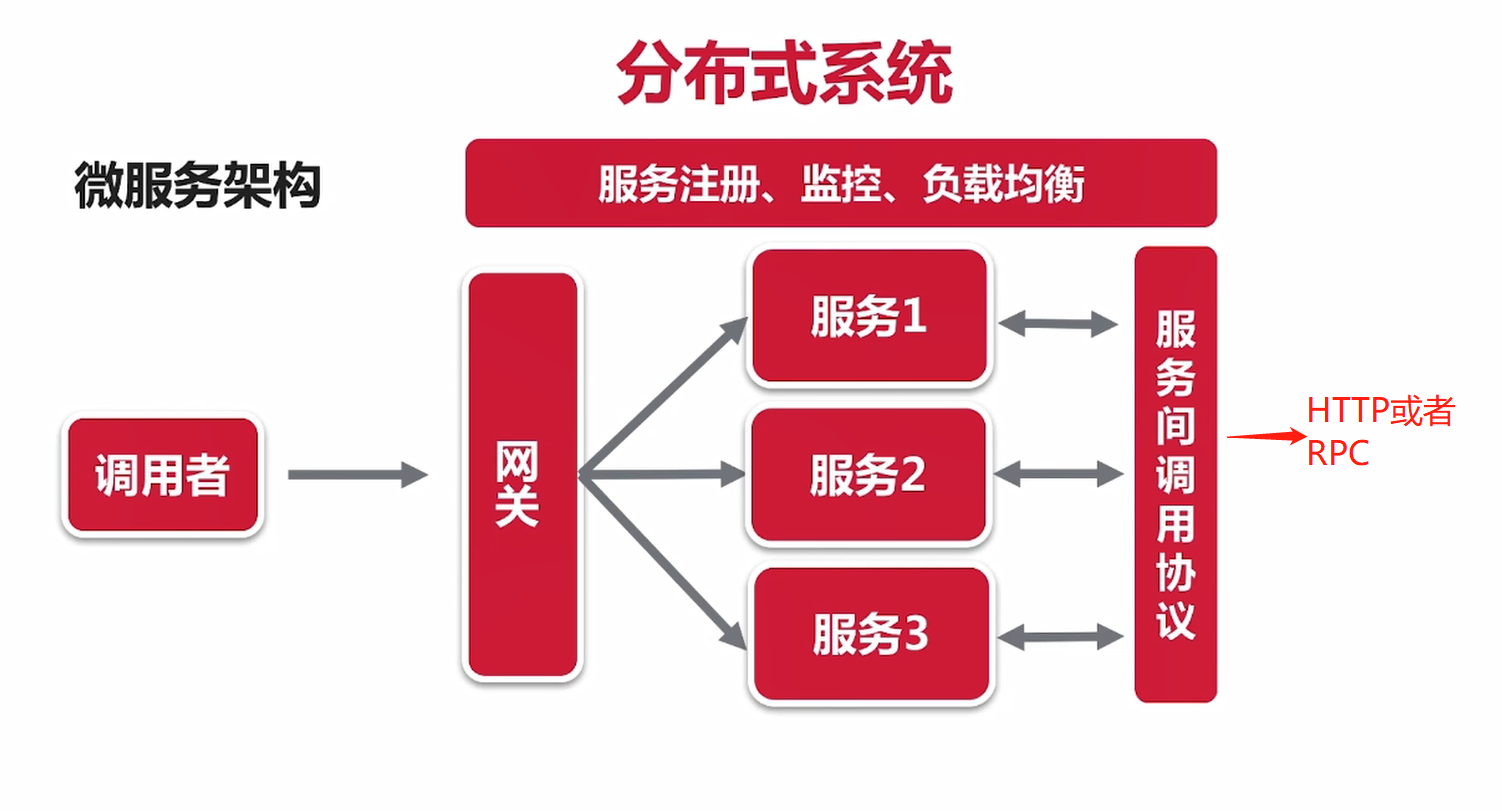 分布式系统
微服务架构
服务注册、监控、负载均衡
调用者
网关
服务1
服务2
服务3
服务间调用协议
HTTP或者
RPC